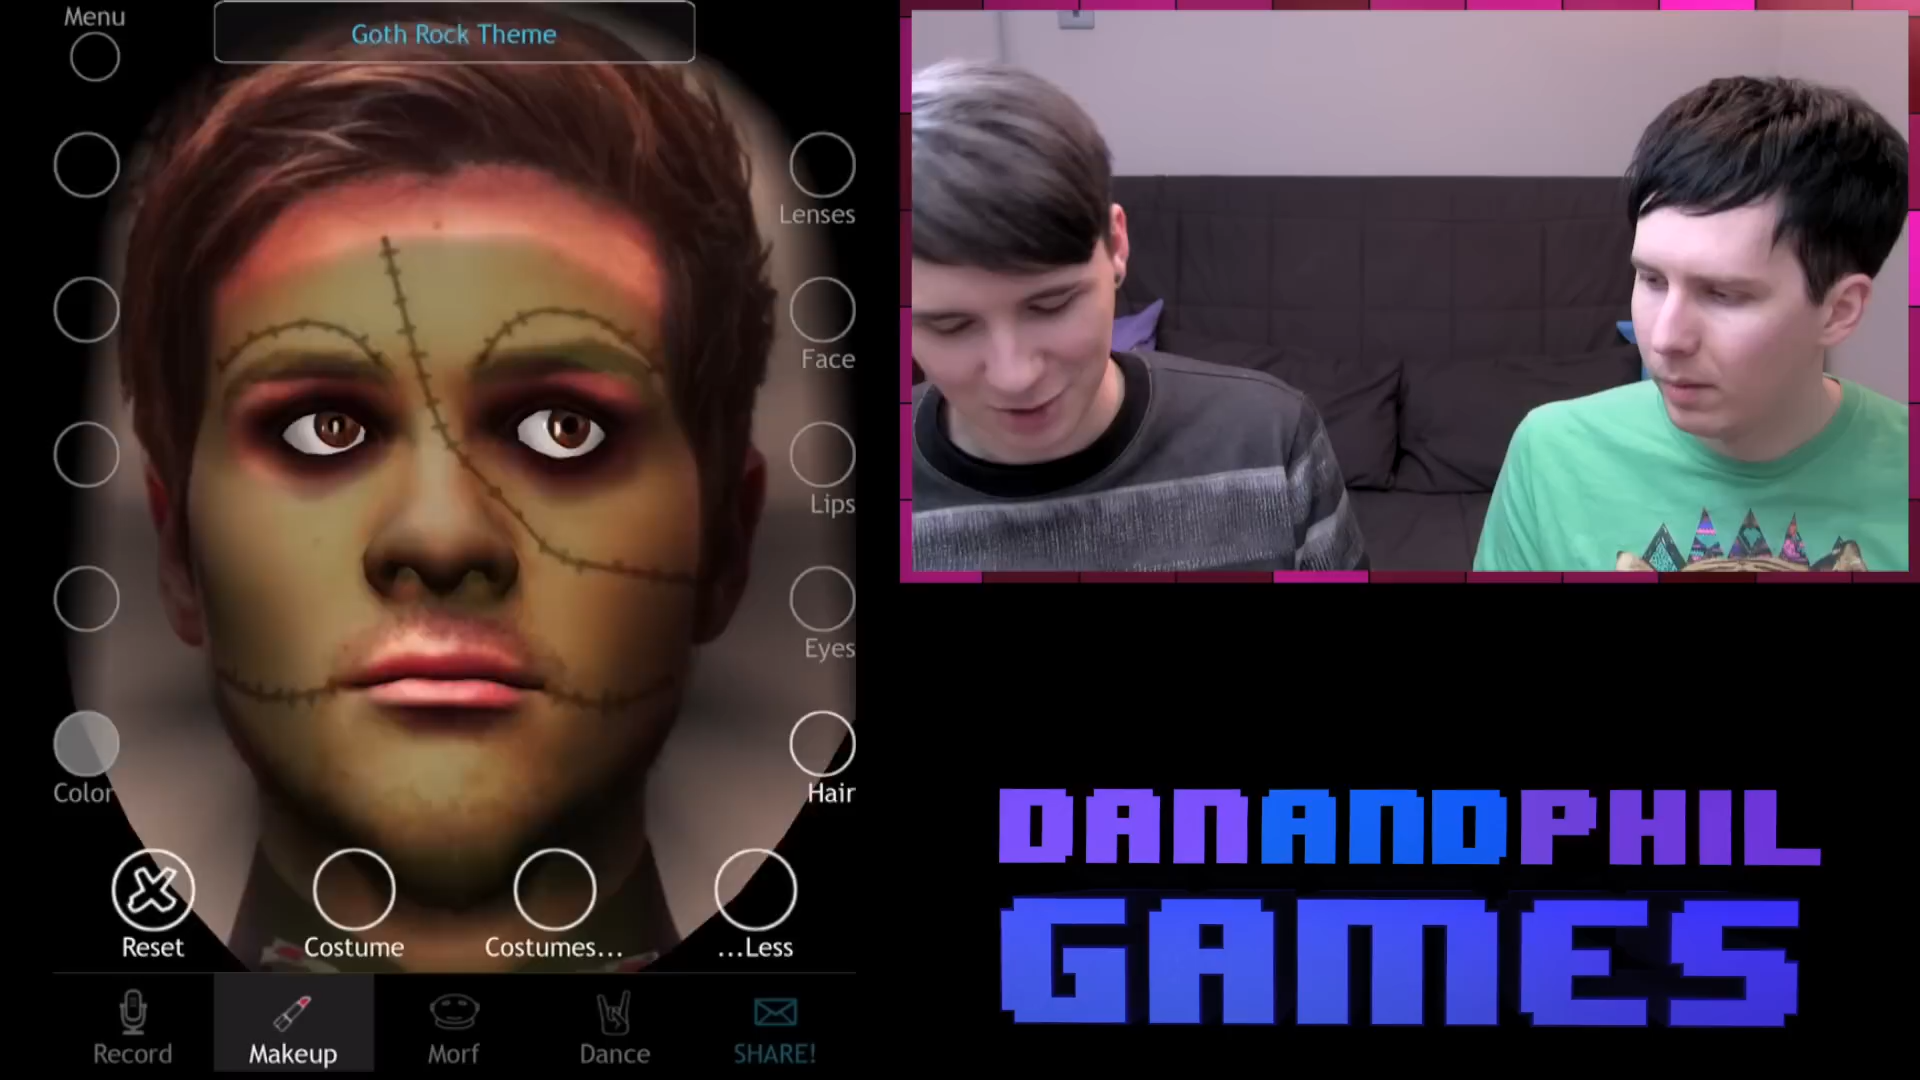 Menu
Goth Rock Theme
Lenses
Face
Lips
Eyes
Color
Hair
Reset
Costume
Costumes...
...Less
Record
Makeup
Morf
Dance
SHARE!
DANANDPHIL
GAMES